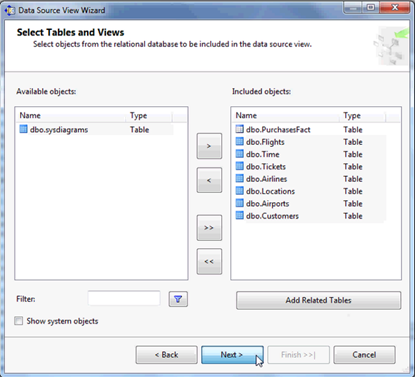 Data Source View Wizard
Select Tables and Views
Select objects from the relational database to be included in the data source view.
Available objects:
Name Type
dbo.sysdiagrams Table
>
<
>>
<<
Included objects:
Name Type
dbo.PurchasesFact Table
dbo.Flights Table
dbo.Time Table
dbo.Tickets Table
dbo.Airlines Table
dbo.Locations Table
dbo.Airports Table
dbo.Customers Table
Filter:
Add Related Tables
Show system objects
< Back Next > Finish >>| Cancel